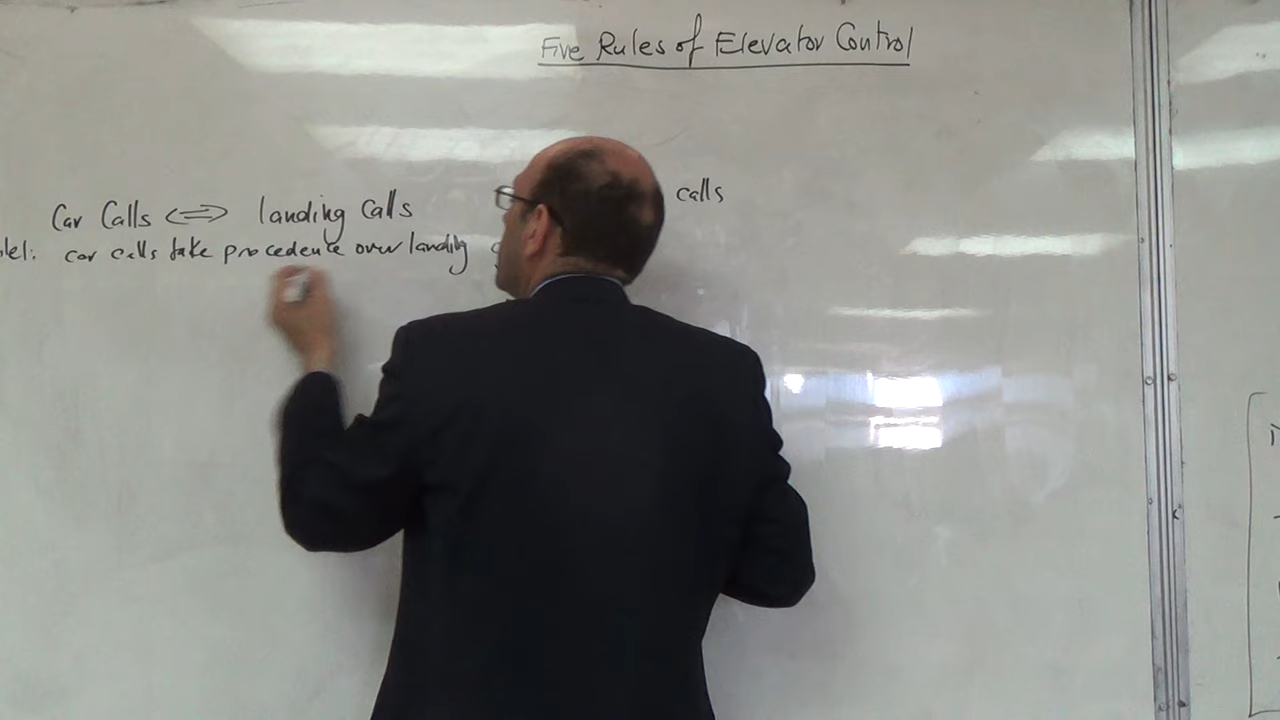 Five Rules of Elevator Control
Car Calls <=> landing Calls
calls
car calls take procedence over landing